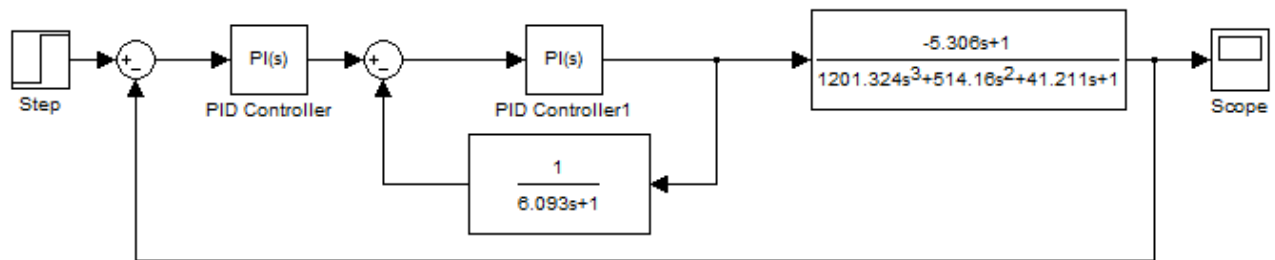 Step
+
−
PI(s)
PID Controller
+
−
PI(s)
PID Controller1
-5.306s+1
1201.324s³+514.16s²+41.211s+1
Scope
1
6.093s+1